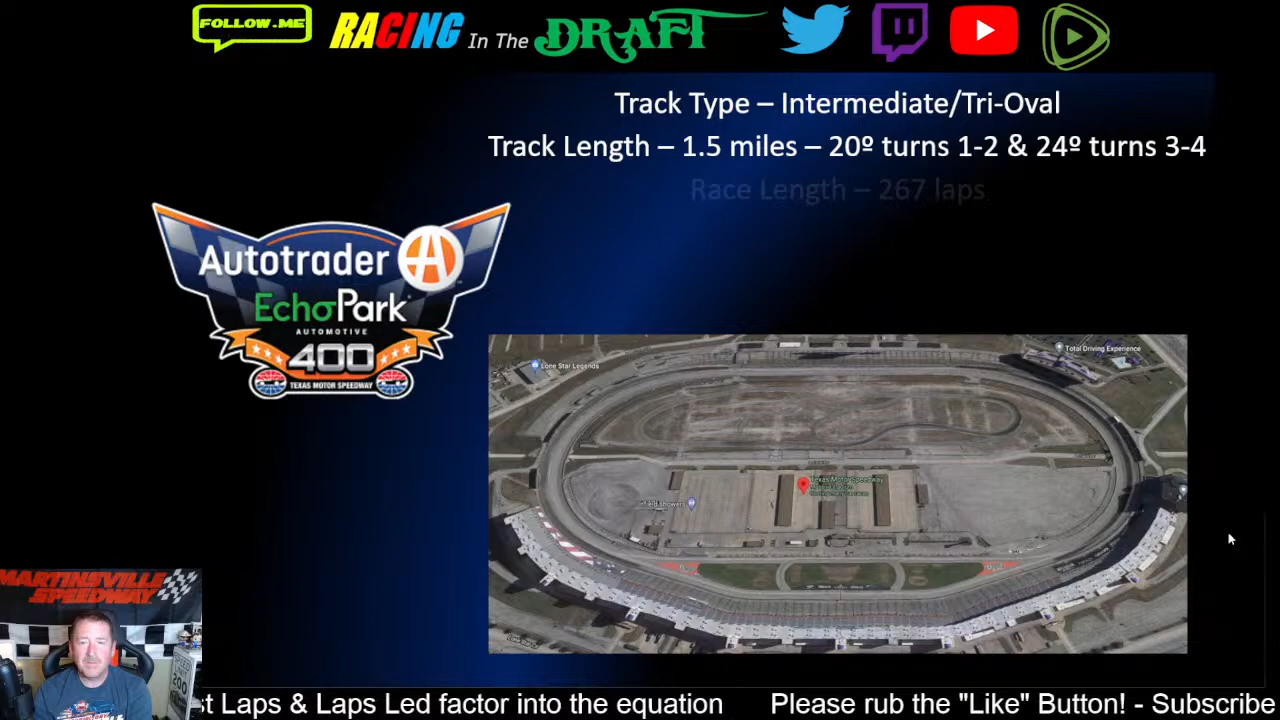 FOLLOW.ME
RACING In The DRAFT
Track Type – Intermediate/Tri-Oval
Track Length – 1.5 miles – 20º turns 1-2 & 24º turns 3-4
Race Length – 267 laps
Autotrader
EchoPark
AUTOMOTIVE
400
TEXAS MOTOR SPEEDWAY
Lone Star Legends
Total Driving Experience
Texas Motor Speedway
MARTINSVILLE
SPEEDWAY
200
st Laps & Laps Led factor into the equation Please rub the "Like" Button! - Subscribe